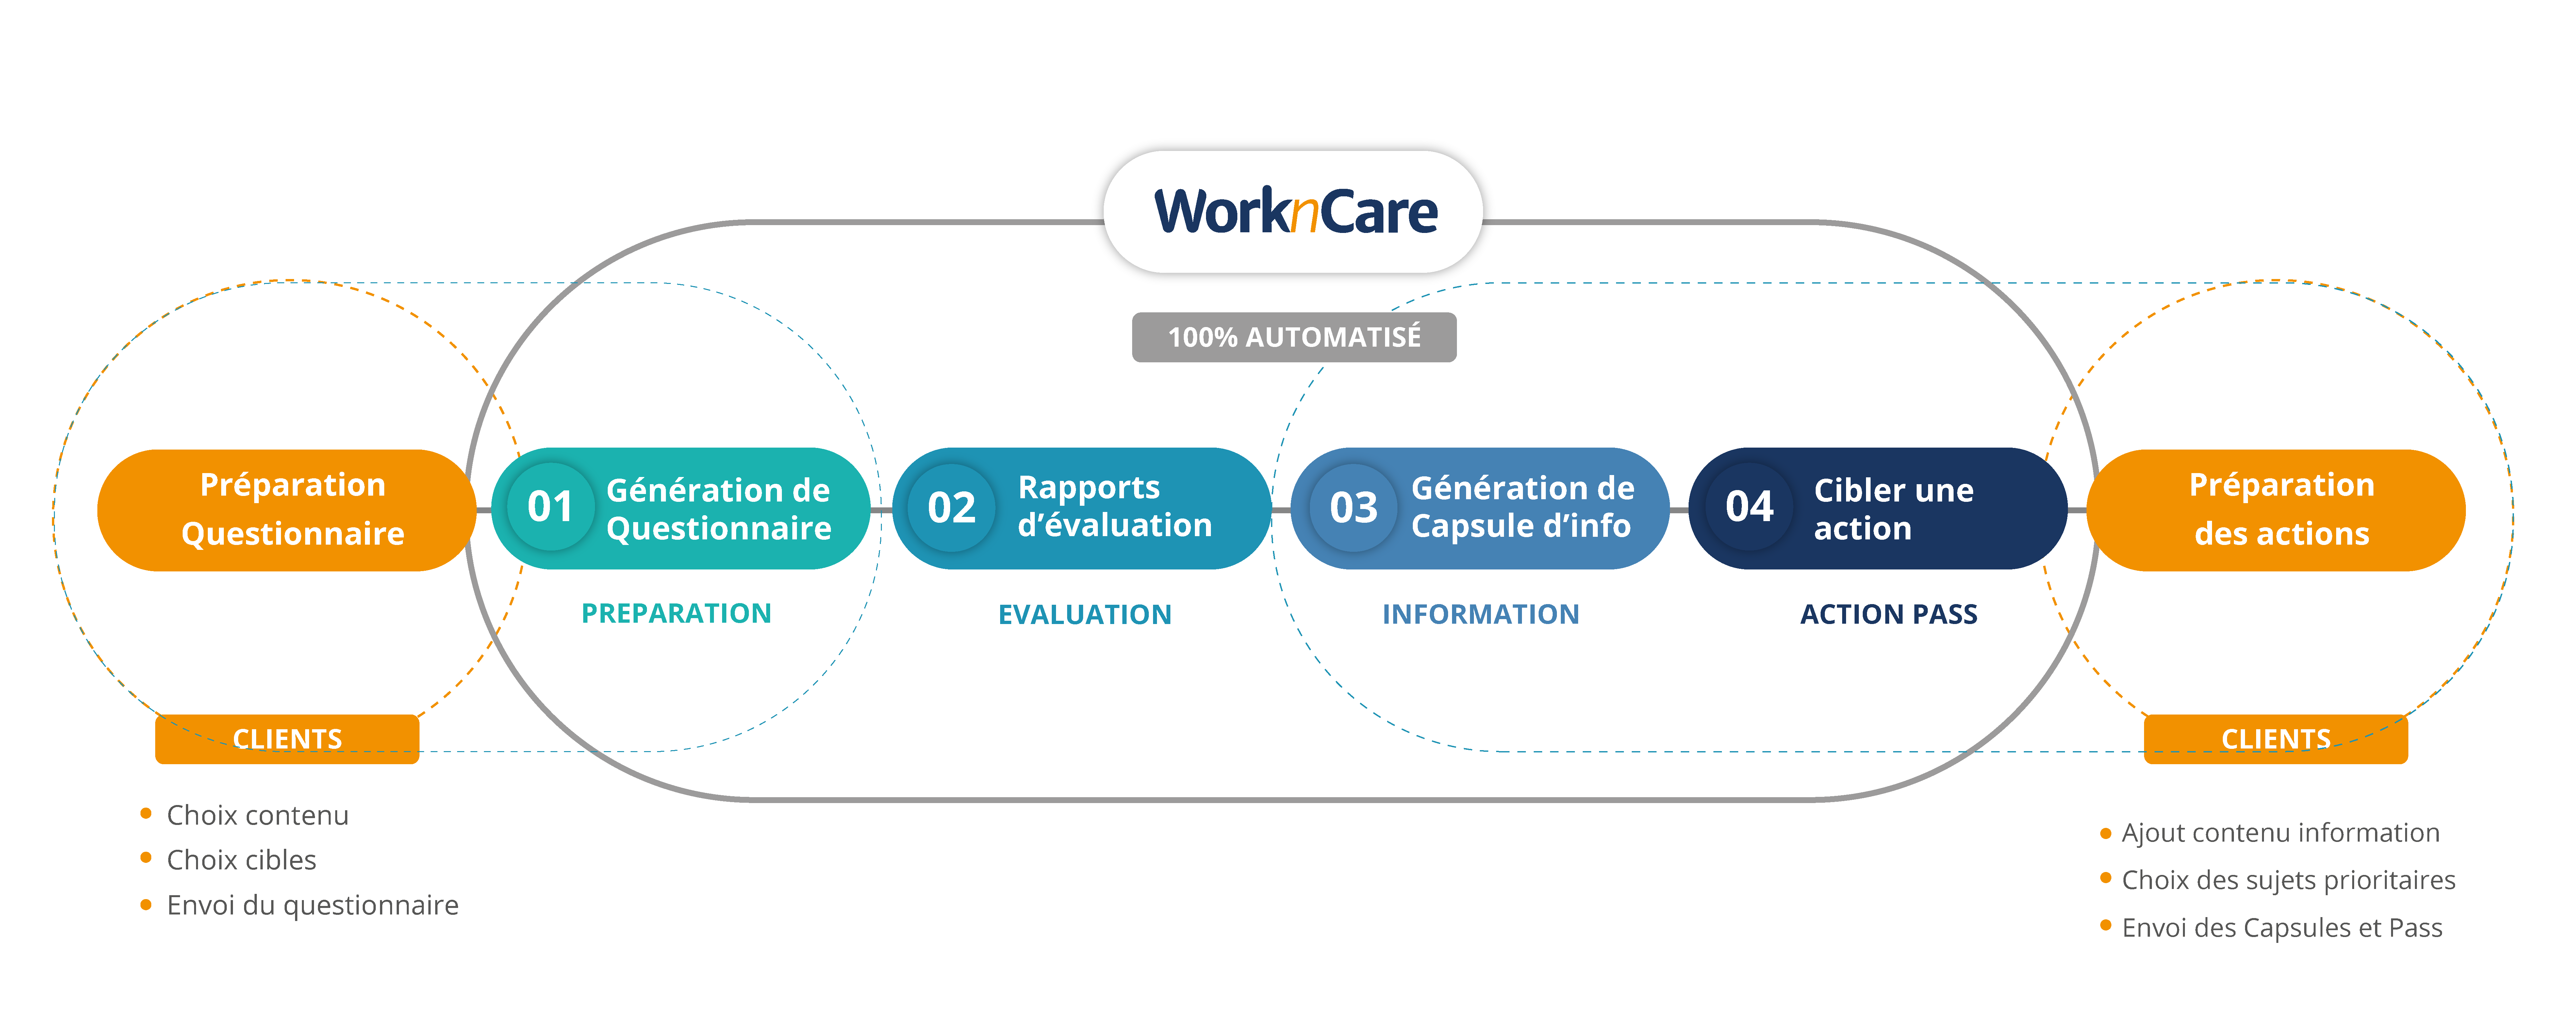 WorknCare
100% AUTOMATISÉ
Préparation
Questionnaire
01
Génération de
Questionnaire
PREPARATION
02
Rapports
d’évaluation
EVALUATION
03
Génération de
Capsule d’info
INFORMATION
04
Cibler une
action
ACTION PASS
Préparation
des actions
CLIENTS
Choix contenu
Choix cibles
Envoi du questionnaire
CLIENTS
Ajout contenu information
Choix des sujets prioritaires
Envoi des Capsules et Pass